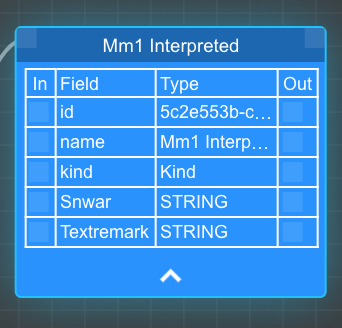 Mm1 Interpreted
In Field Type Out
id 5c2e553b-c...
name Mm1 Interp...
kind Kind
Snwar STRING
Textremark STRING